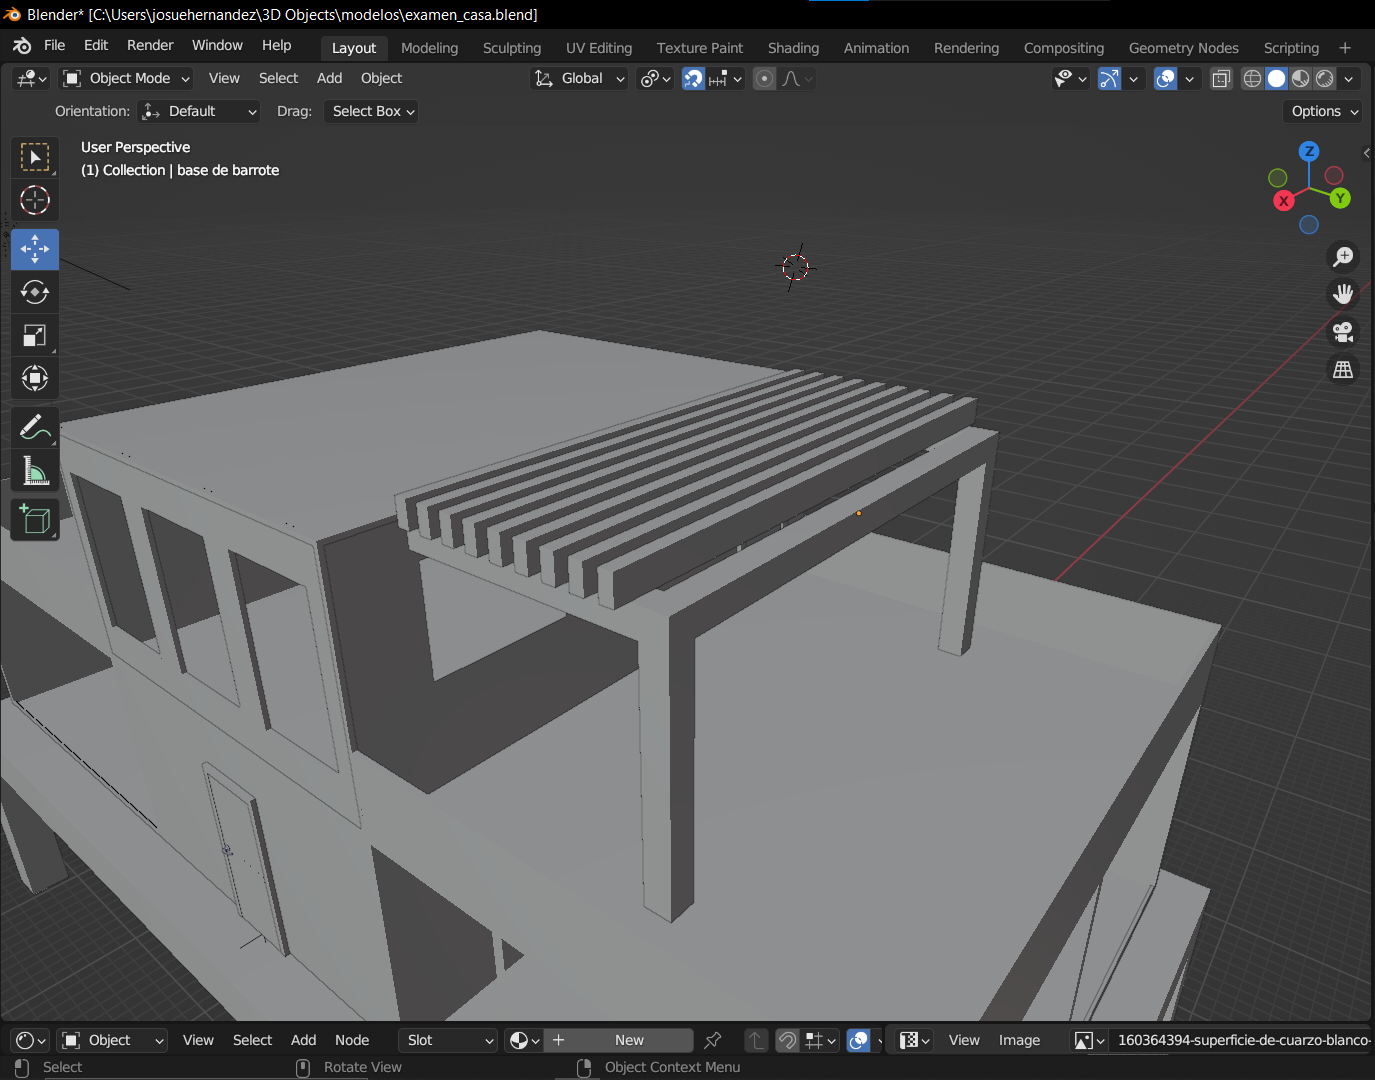 Blender* [C:\Users\josuehernandez\3D Objects\modelos\examen_casa.blend]
File Edit Render Window Help Layout Modeling Sculpting UV Editing Texture Paint Shading Animation Rendering Compositing Geometry Nodes Scripting +
Object Mode View Select Add Object Global
Orientation: Default Drag: Select Box Options
User Perspective
(1) Collection | base de barrote
Z
X Y
Object View Select Add Node Slot + New View Image 160364394-superficie-de-cuarzo-blanco-
Select Rotate View Object Context Menu